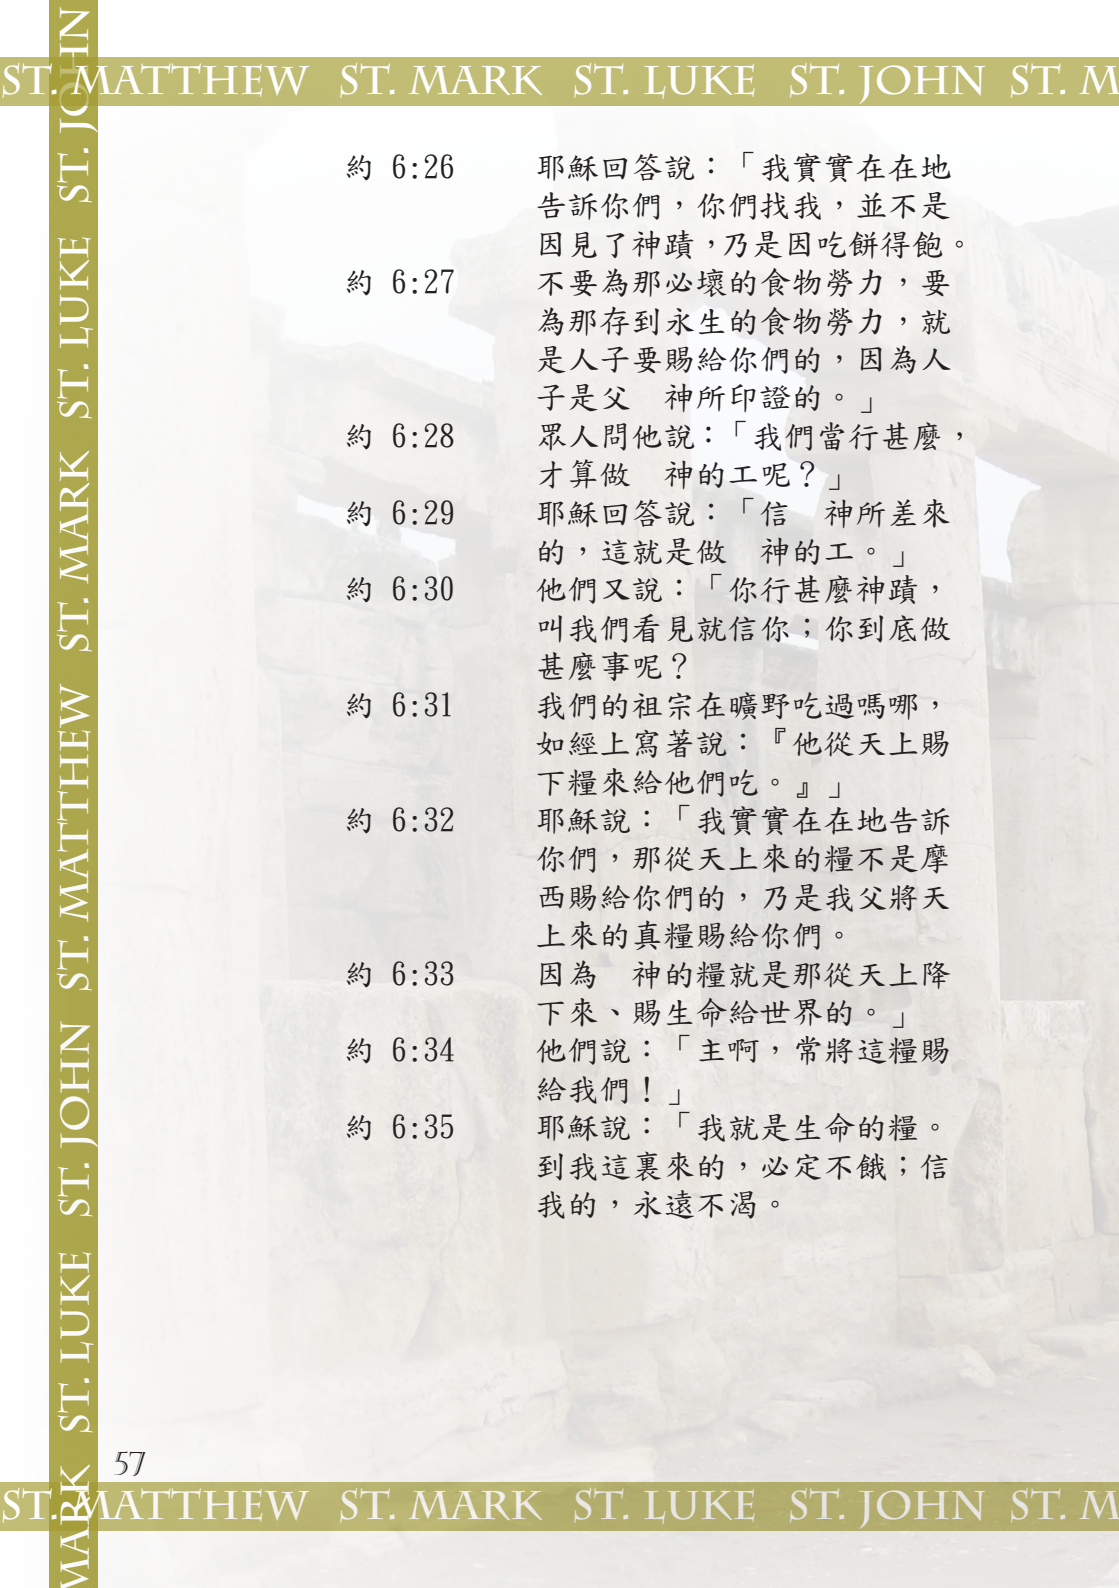 ST. MATTHEW ST. MARK ST. LUKE ST. JOHN ST. M
約 6:26 耶穌回答說：「我實實在在地
告訴你們，你們找我，並不是
因見了神蹟，乃是因吃餅得飽。
約 6:27 不要為那必壞的食物勞力，要
為那存到永生的食物勞力，就
是人子要賜給你們的，因為人
子是父　神所印證的。」
約 6:28 眾人問他說：「我們當行甚麼，
才算做　神的工呢？」
約 6:29 耶穌回答說：「信　神所差來
的，這就是做　神的工。」
約 6:30 他們又說：「你行甚麼神蹟，
叫我們看見就信你；你到底做
甚麼事呢？
約 6:31 我們的祖宗在曠野吃過嗎哪，
如經上寫著說：『他從天上賜
下糧來給他們吃。』」
約 6:32 耶穌說：「我實實在在地告訴
你們，那從天上來的糧不是摩
西賜給你們的，乃是我父將天
上來的真糧賜給你們。
約 6:33 因為　神的糧就是那從天上降
下來、賜生命給世界的。」
約 6:34 他們說：「主啊，常將這糧賜
給我們！」
約 6:35 耶穌說：「我就是生命的糧。
到我這裏來的，必定不餓；信
我的，永遠不渴。
57
ST. MATTHEW ST. MARK ST. LUKE ST. JOHN ST. M
MARK ST. LUKE ST. JOHN ST. MATTHEW ST. MARK ST. LUKE ST. JOHN